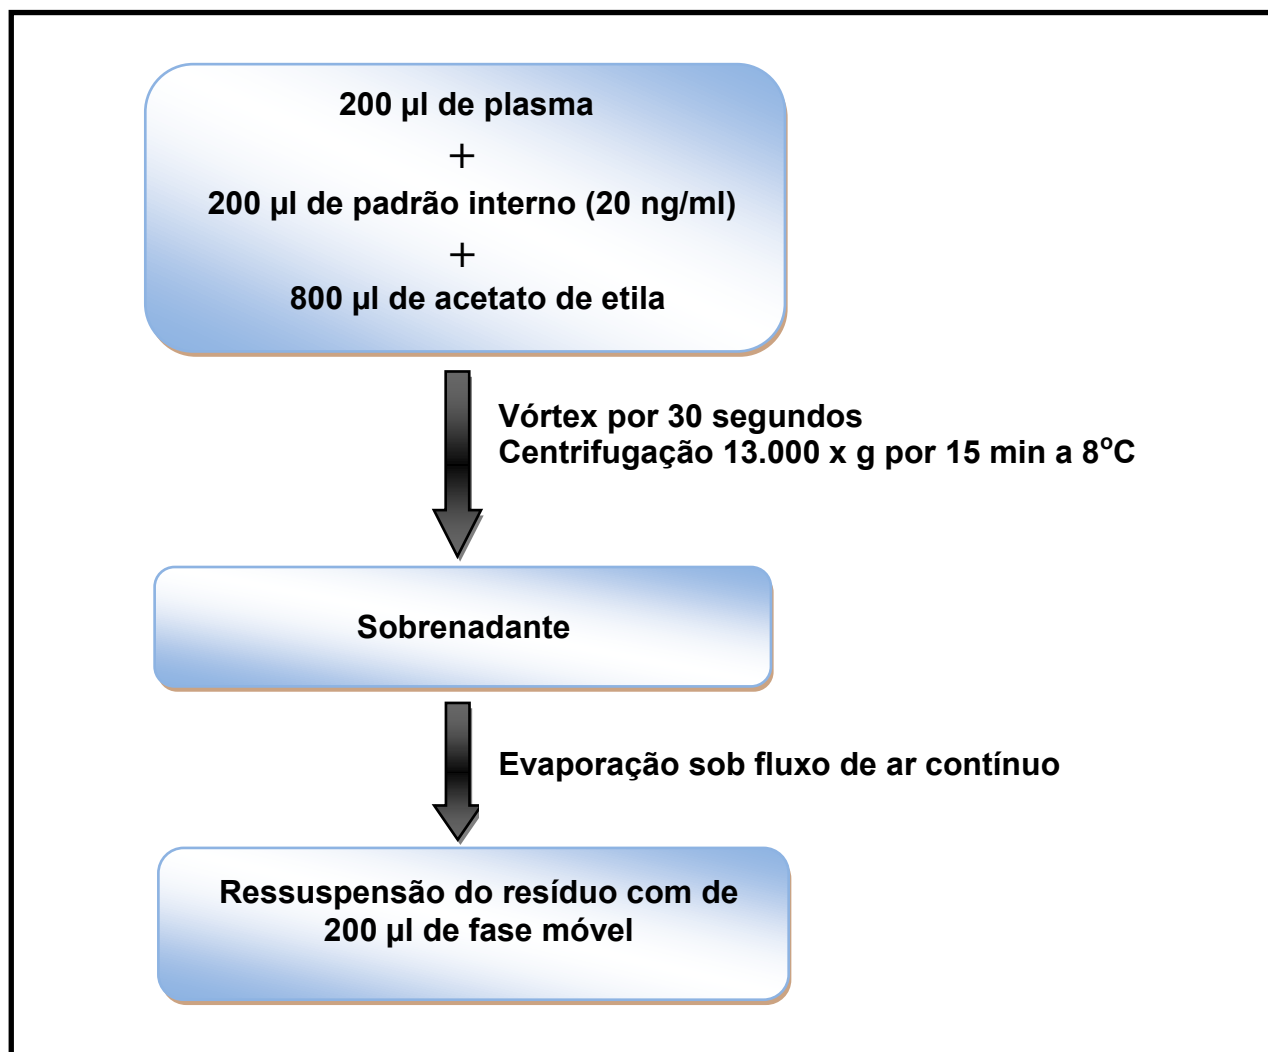 200 µl de plasma
+
200 µl de padrão interno (20 ng/ml)
+
800 µl de acetato de etila
Vórtex por 30 segundos
Centrifugação 13.000 x g por 15 min a 8ºC
Sobrenadante
Evaporação sob fluxo de ar contínuo
Ressuspensão do resíduo com de
200 µl de fase móvel